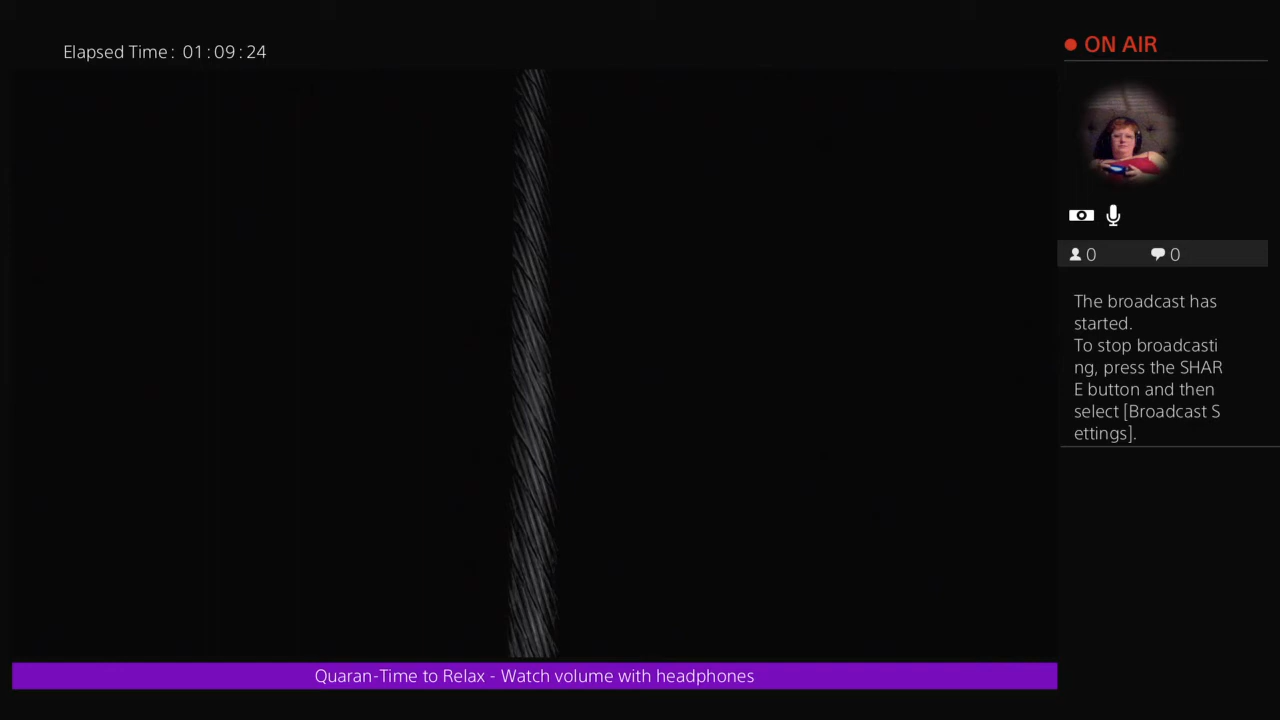 Elapsed Time: 01:09:24
ON AIR
0 0
The broadcast has
started.
To stop broadcasti
ng, press the SHAR
E button and then
select [Broadcast S
ettings].
Quaran-Time to Relax - Watch volume with headphones